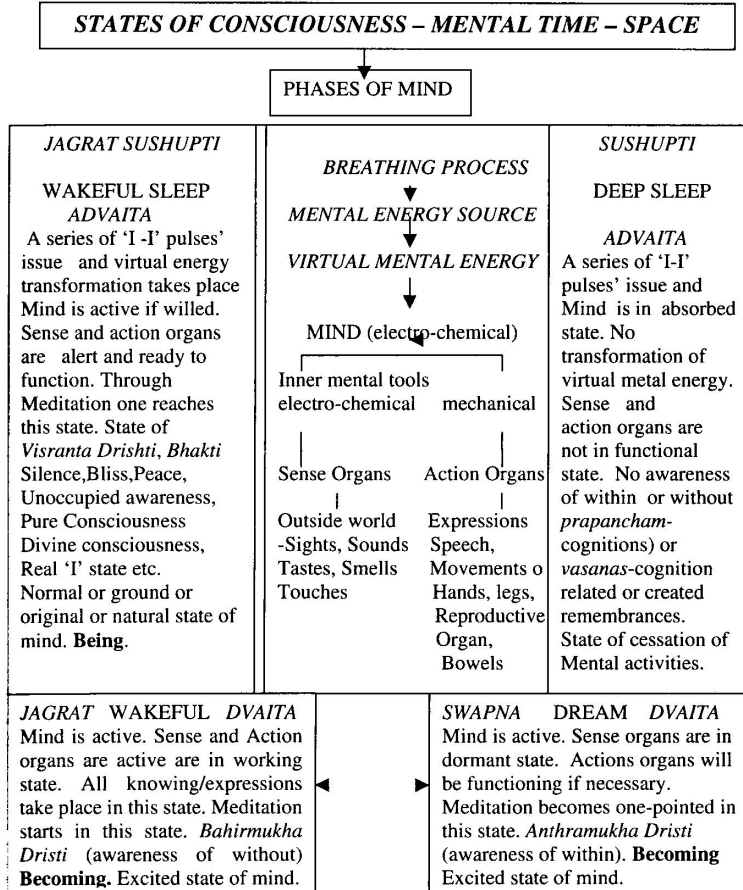 STATES OF CONSCIOUSNESS – MENTAL TIME – SPACE
PHASES OF MIND
JAGRAT SUSHUPTI
WAKEFUL SLEEP
ADVAITA
A series of 'I -I' pulses'
issue and virtual energy
transformation takes place
Mind is active if willed.
Sense and action organs
are alert and ready to
function. Through
Meditation one reaches
this state. State of
Visranta Drishti, Bhakti
Silence,Bliss,Peace,
Unoccupied awareness,
Pure Consciousness
Divine consciousness,
Real 'I' state etc.
Normal or ground or
original or natural state of
mind. Being.
BREATHING PROCESS
MENTAL ENERGY SOURCE
VIRTUAL MENTAL ENERGY
MIND (electro-chemical)
Inner mental tools
electro-chemical mechanical
Sense Organs Action Organs
Outside world Expressions
-Sights, Sounds Speech,
Tastes, Smells Movements o
Touches Hands, legs,
Reproductive
Organ,
Bowels
SUSHUPTI
DEEP SLEEP
ADVAITA
A series of 'I-I'
pulses' issue and
Mind is in absorbed
state. No
transformation of
virtual metal energy.
Sense and
action organs are
not in functional
state. No awareness
of within or without
prapancham-
cognitions) or
vasanas-cognition
related or created
remembrances.
State of cessation of
Mental activities.
JAGRAT WAKEFUL DVAITA
Mind is active. Sense and Action
organs are active are in working
state. All knowing/expressions
take place in this state. Meditation
starts in this state. Bahirmukha
Dristi (awareness of without)
Becoming. Excited state of mind.
SWAPNA DREAM DVAITA
Mind is active. Sense organs are in
dormant state. Actions organs will
be functioning if necessary.
Meditation becomes one-pointed in
this state. Anthramukha Dristi
(awareness of within). Becoming
Excited state of mind.